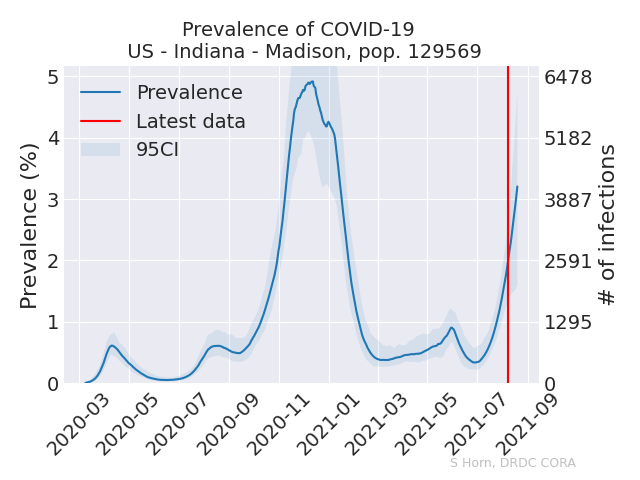 Prevalence of COVID-19
US - Indiana - Madison, pop. 129569
Prevalence
Latest data
95CI
Prevalence (%)
5
4
3
2
1
0
6478
5182
3887
2591
1295
0
# of infections
2020-03
2020-05
2020-07
2020-09
2020-11
2021-01
2021-03
2021-05
2021-07
2021-09
S Horn, DRDC CORA